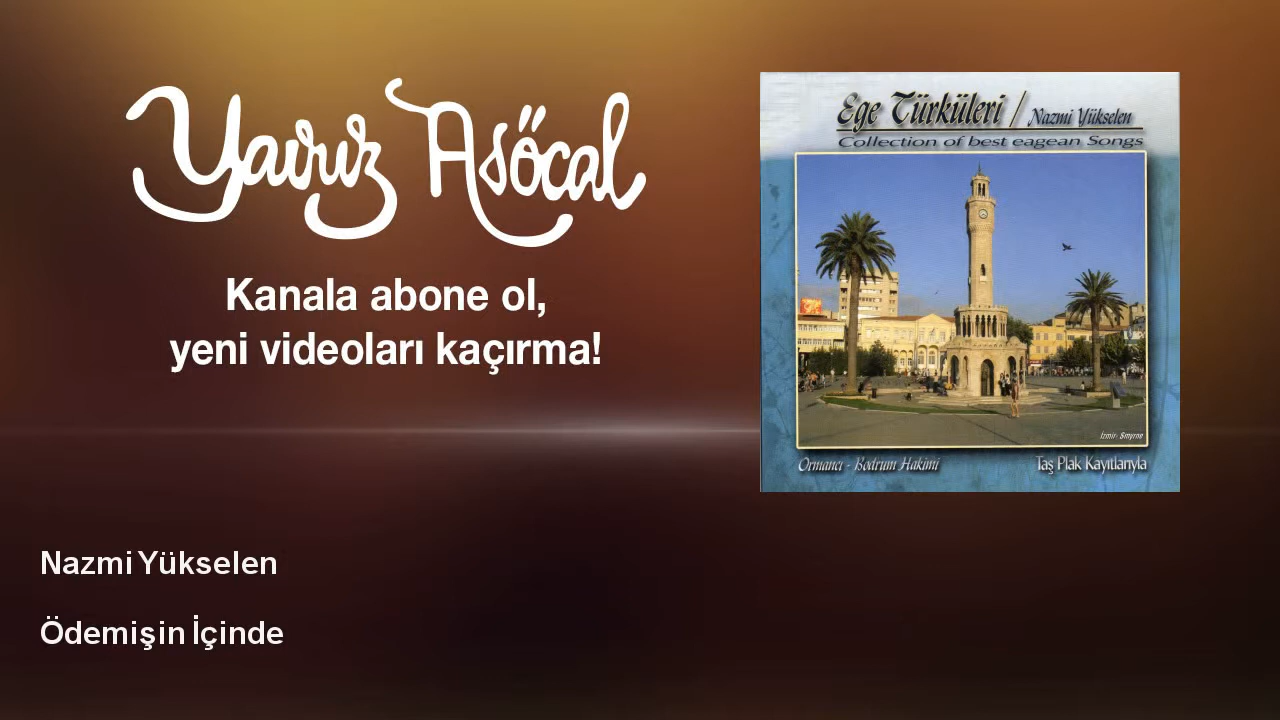 Yavuz Asöcal
Kanala abone ol,
yeni videoları kaçırma!
Ege Türküleri / Nazmi Yükselen
Collection of best eagean Songs
İzmir- Smyrne
Ormancı - Bodrum Hakimi
Taş Plak Kayıtlarıyla
Nazmi Yükselen
Ödemişin İçinde